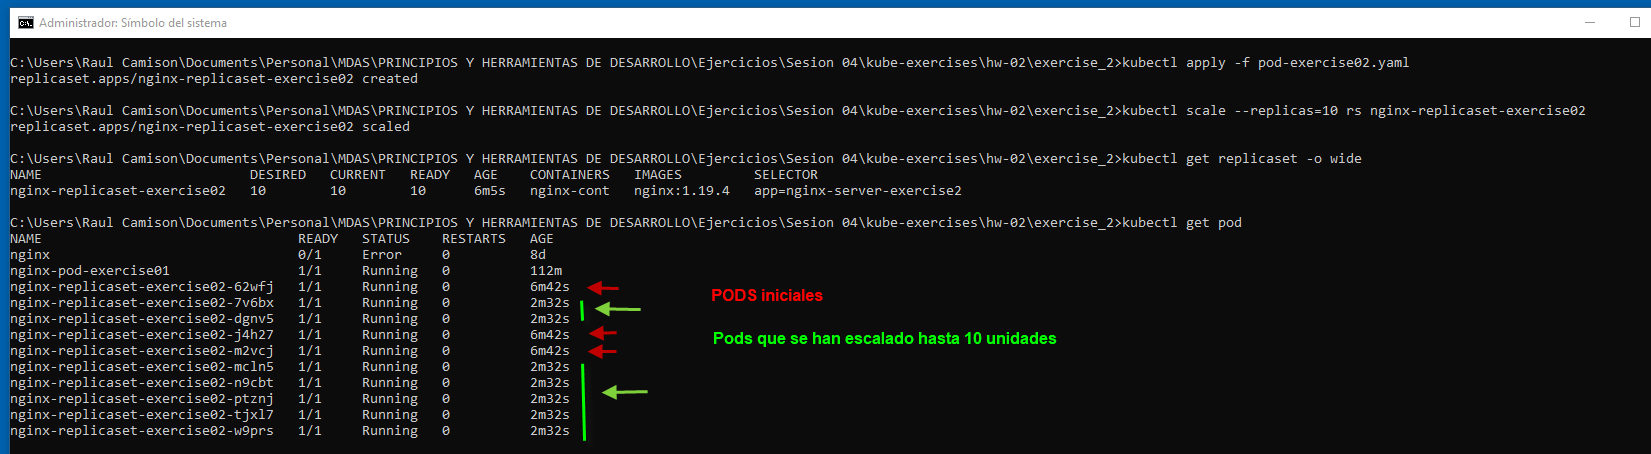 Administrador: Símbolo del sistema
C:\Users\Raul Camison\Documents\Personal\MDAS\PRINCIPIOS Y HERRAMIENTAS DE DESARROLLO\Ejercicios\Sesion 04\kube-exercises\hw-02\exercise_2>kubectl apply -f pod-exercise02.yaml
replicaset.apps/nginx-replicaset-exercise02 created
C:\Users\Raul Camison\Documents\Personal\MDAS\PRINCIPIOS Y HERRAMIENTAS DE DESARROLLO\Ejercicios\Sesion 04\kube-exercises\hw-02\exercise_2>kubectl scale --replicas=10 rs nginx-replicaset-exercise02
replicaset.apps/nginx-replicaset-exercise02 scaled
C:\Users\Raul Camison\Documents\Personal\MDAS\PRINCIPIOS Y HERRAMIENTAS DE DESARROLLO\Ejercicios\Sesion 04\kube-exercises\hw-02\exercise_2>kubectl get replicaset -o wide
NAME DESIRED CURRENT READY AGE CONTAINERS IMAGES SELECTOR
nginx-replicaset-exercise02 10 10 10 6m5s nginx-cont nginx:1.19.4 app=nginx-server-exercise2
C:\Users\Raul Camison\Documents\Personal\MDAS\PRINCIPIOS Y HERRAMIENTAS DE DESARROLLO\Ejercicios\Sesion 04\kube-exercises\hw-02\exercise_2>kubectl get pod
NAME READY STATUS RESTARTS AGE
nginx 0/1 Error 0 8d
nginx-pod-exercise01 1/1 Running 0 112m
nginx-replicaset-exercise02-62wfj 1/1 Running 0 6m42s
PODS iniciales
nginx-replicaset-exercise02-7v6bx 1/1 Running 0 2m32s
nginx-replicaset-exercise02-dgnv5 1/1 Running 0 2m32s
nginx-replicaset-exercise02-j4h27 1/1 Running 0 6m42s
Pods que se han escalado hasta 10 unidades
nginx-replicaset-exercise02-m2vcj 1/1 Running 0 6m42s
nginx-replicaset-exercise02-mcln5 1/1 Running 0 2m32s
nginx-replicaset-exercise02-n9cbt 1/1 Running 0 2m32s
nginx-replicaset-exercise02-ptznj 1/1 Running 0 2m32s
nginx-replicaset-exercise02-tjxl7 1/1 Running 0 2m32s
nginx-replicaset-exercise02-w9prs 1/1 Running 0 2m32s